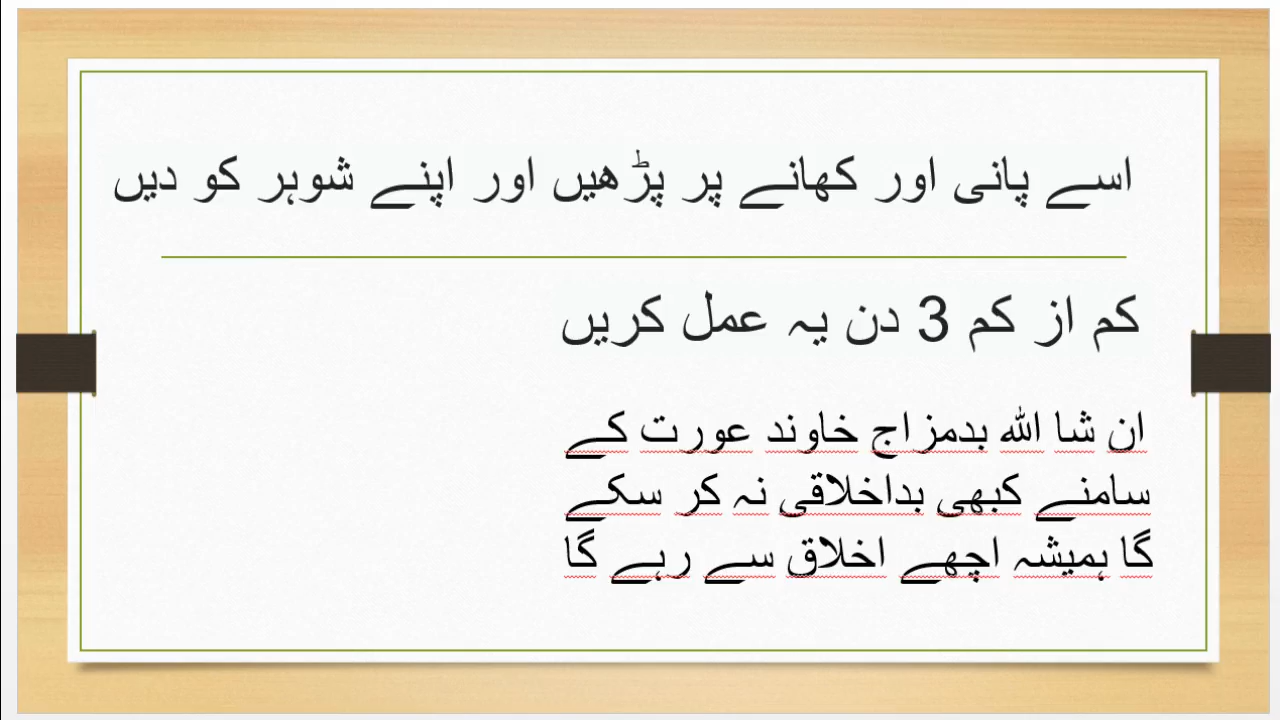 اسے پانی اور کھانے پر پڑھیں اور اپنے شوہر کو دیں
کم از کم 3 دن یہ عمل کریں
ان شا اللہ بدمزاج خاوند عورت کے
سامنے کبھی بداخلاقی نہ کر سکے
گا ہمیشہ اچھے اخلاق سے رہے گا